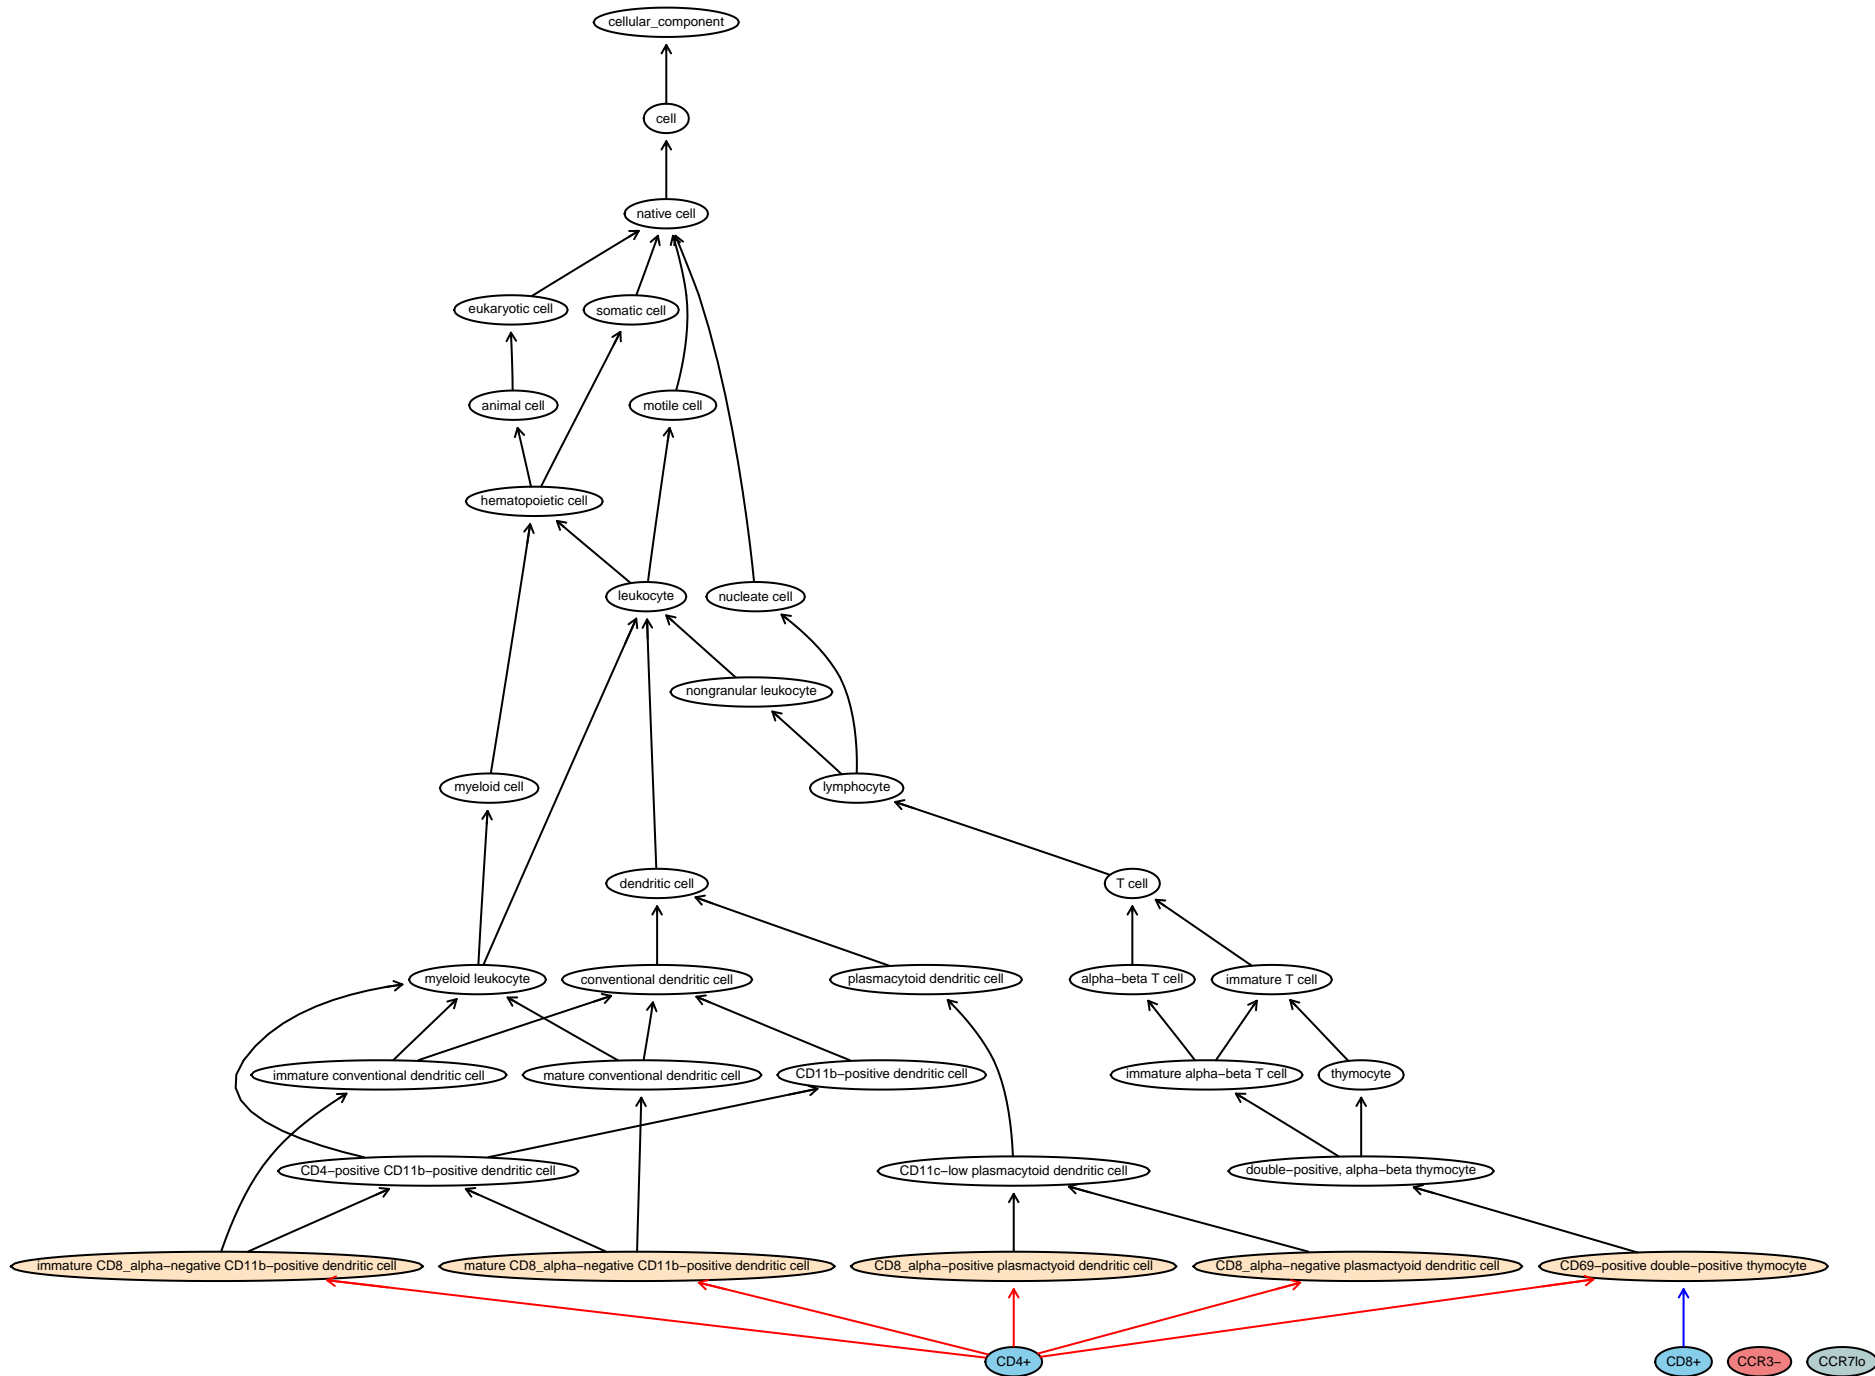 cellular_component
cell
native cell
eukaryotic cell
somatic cell
animal cell
motile cell
hematopoietic cell
leukocyte
nucleate cell
nongranular leukocyte
myeloid cell
lymphocyte
dendritic cell
T cell
myeloid leukocyte
conventional dendritic cell
plasmacytoid dendritic cell
alpha−beta T cell
immature T cell
immature conventional dendritic cell
mature conventional dendritic cell
CD11b−positive dendritic cell
immature alpha−beta T cell
thymocyte
CD4−positive CD11b−positive dendritic cell
CD11c−low plasmacytoid dendritic cell
double−positive, alpha−beta thymocyte
immature CD8_alpha−negative CD11b−positive dendritic cell
mature CD8_alpha−negative CD11b−positive dendritic cell
CD8_alpha−positive plasmactyoid dendritic cell
CD8_alpha−negative plasmactyoid dendritic cell
CD69−positive double−positive thymocyte
CD4+
CD8+
CCR3−
CCR7lo